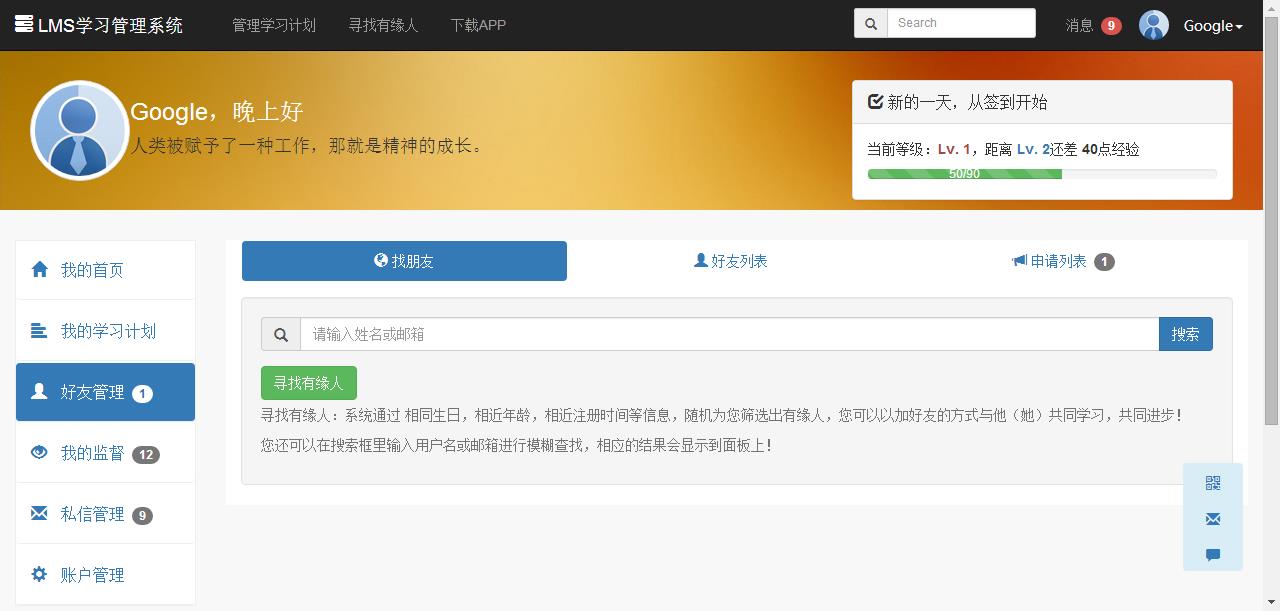 LMS学习管理系统
管理学习计划
寻找有缘人
下载APP
Search
消息 9
Google
Google，晚上好
人类被赋予了一种工作，那就是精神的成长。
新的一天，从签到开始
当前等级：Lv. 1，距离 Lv. 2还差 40点经验
50/90
我的首页
我的学习计划
好友管理 1
我的监督 12
私信管理 9
账户管理
找朋友
好友列表
申请列表 1
请输入姓名或邮箱
搜索
寻找有缘人
寻找有缘人：系统通过 相同生日，相近年龄，相近注册时间等信息，随机为您筛选出有缘人，您可以以加好友的方式与他（她）共同学习，共同进步！
您还可以在搜索框里输入用户名或邮箱进行模糊查找，相应的结果会显示到面板上！